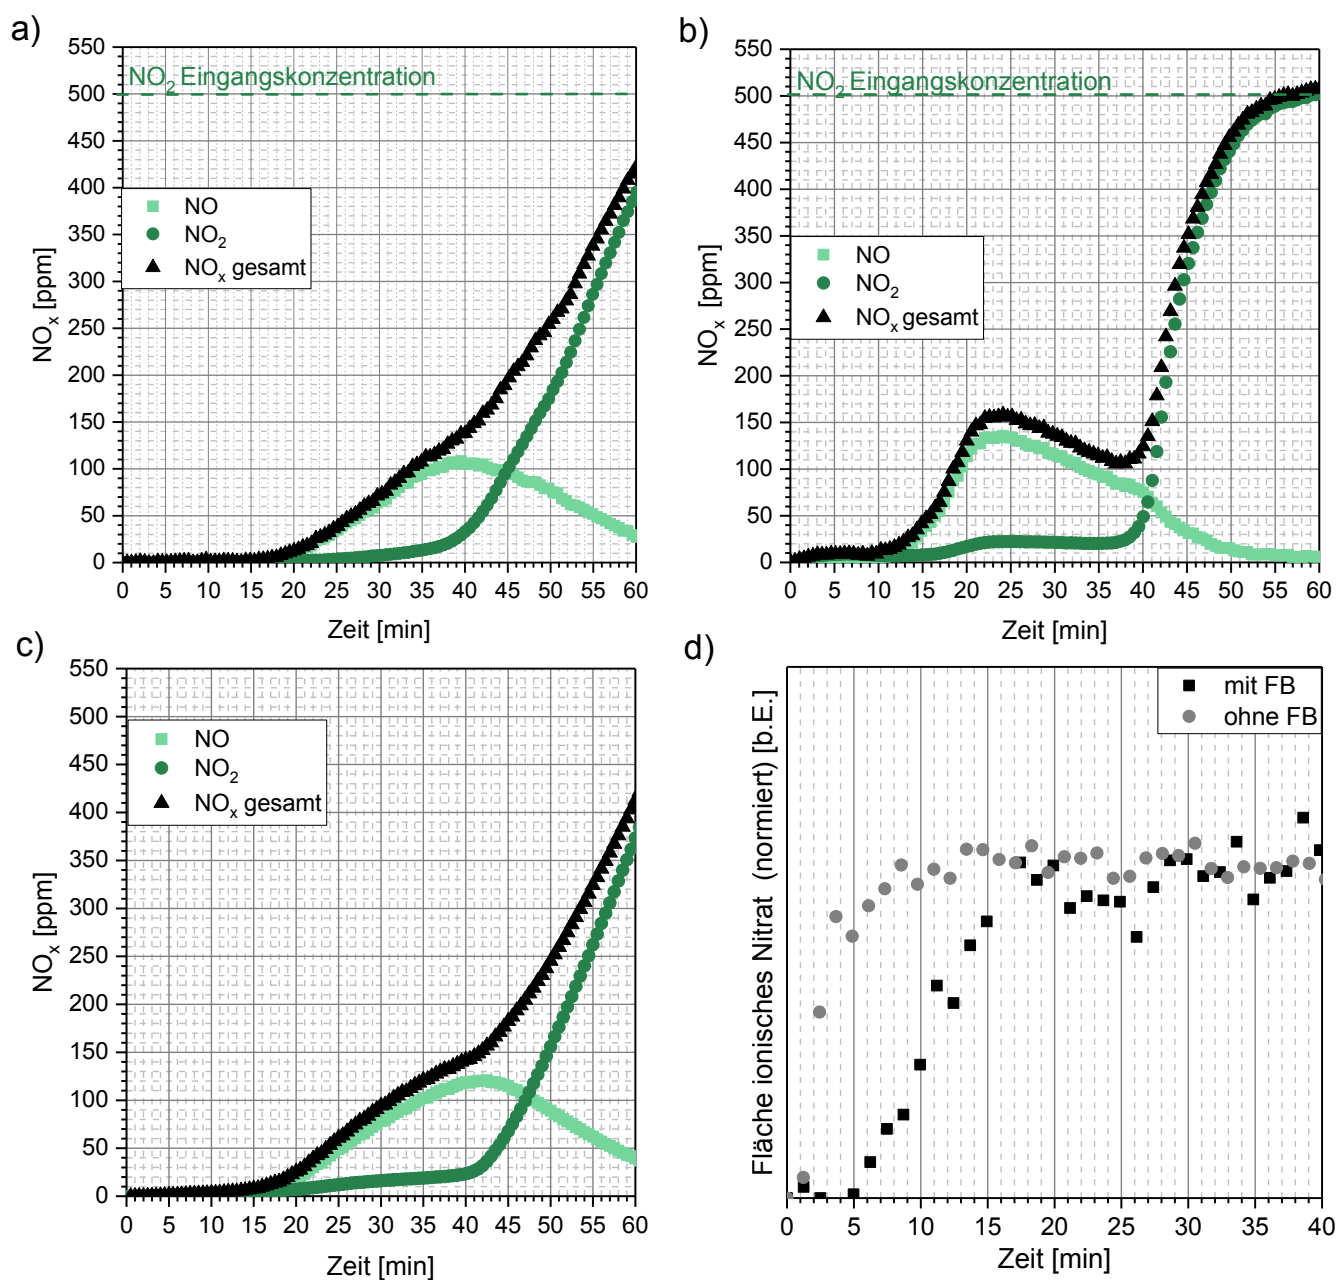 a)
550
500
450
400
350
300
250
200
150
100
50
0
NO₂ Eingangskonzentration
NO
NO₂
NOₓ gesamt
NOₓ [ppm]
0 5 10 15 20 25 30 35 40 45 50 55 60
Zeit [min]
b)
550
500
450
400
350
300
250
200
150
100
50
0
NO₂ Eingangskonzentration
NO
NO₂
NOₓ gesamt
NOₓ [ppm]
0 5 10 15 20 25 30 35 40 45 50 55 60
Zeit [min]
c)
550
500
450
400
350
300
250
200
150
100
50
0
NO
NO₂
NOₓ gesamt
NOₓ [ppm]
0 5 10 15 20 25 30 35 40 45 50 55 60
Zeit [min]
d)
mit FB
ohne FB
Fläche ionisches Nitrat (normiert) [b.E.]
0 5 10 15 20 25 30 35 40
Zeit [min]